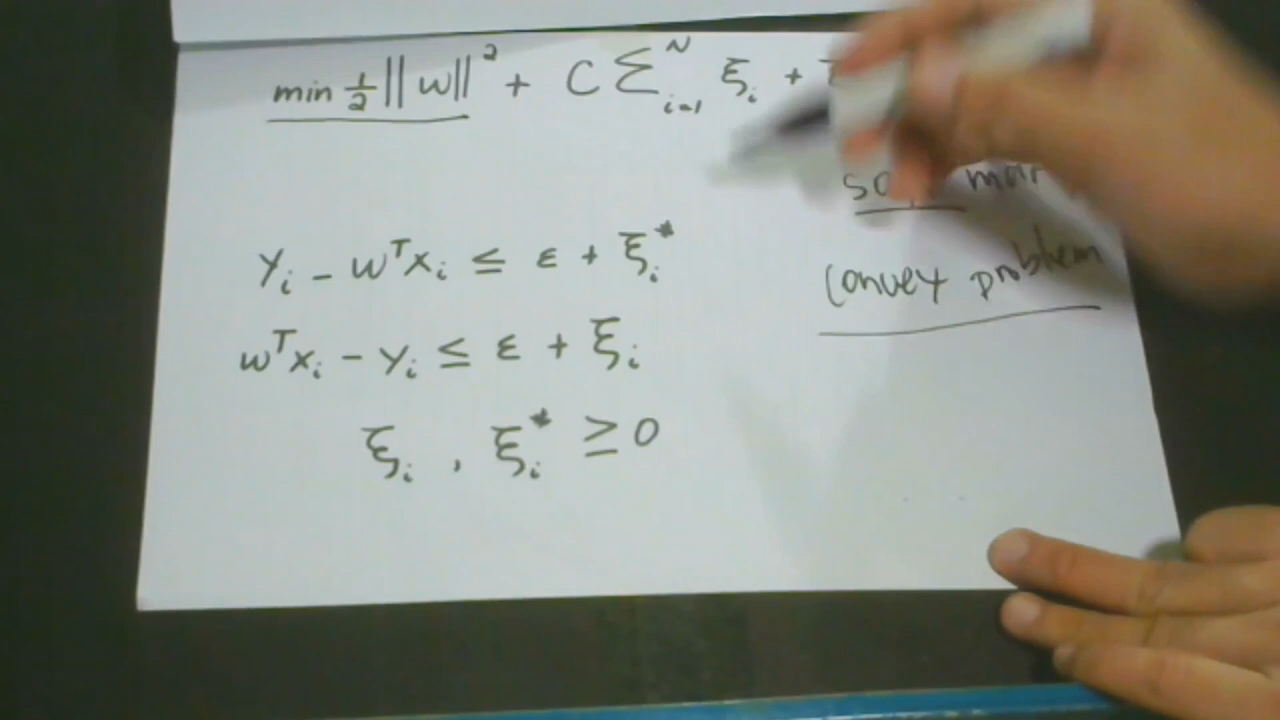 min ½||w||² + C Σᵢ₌₁ᴺ ξᵢ +
yᵢ - wᵀxᵢ ≤ ε + ξᵢ*
convex problem
wᵀxᵢ - yᵢ ≤ ε + ξᵢ
ξᵢ , ξᵢ* ≥ 0